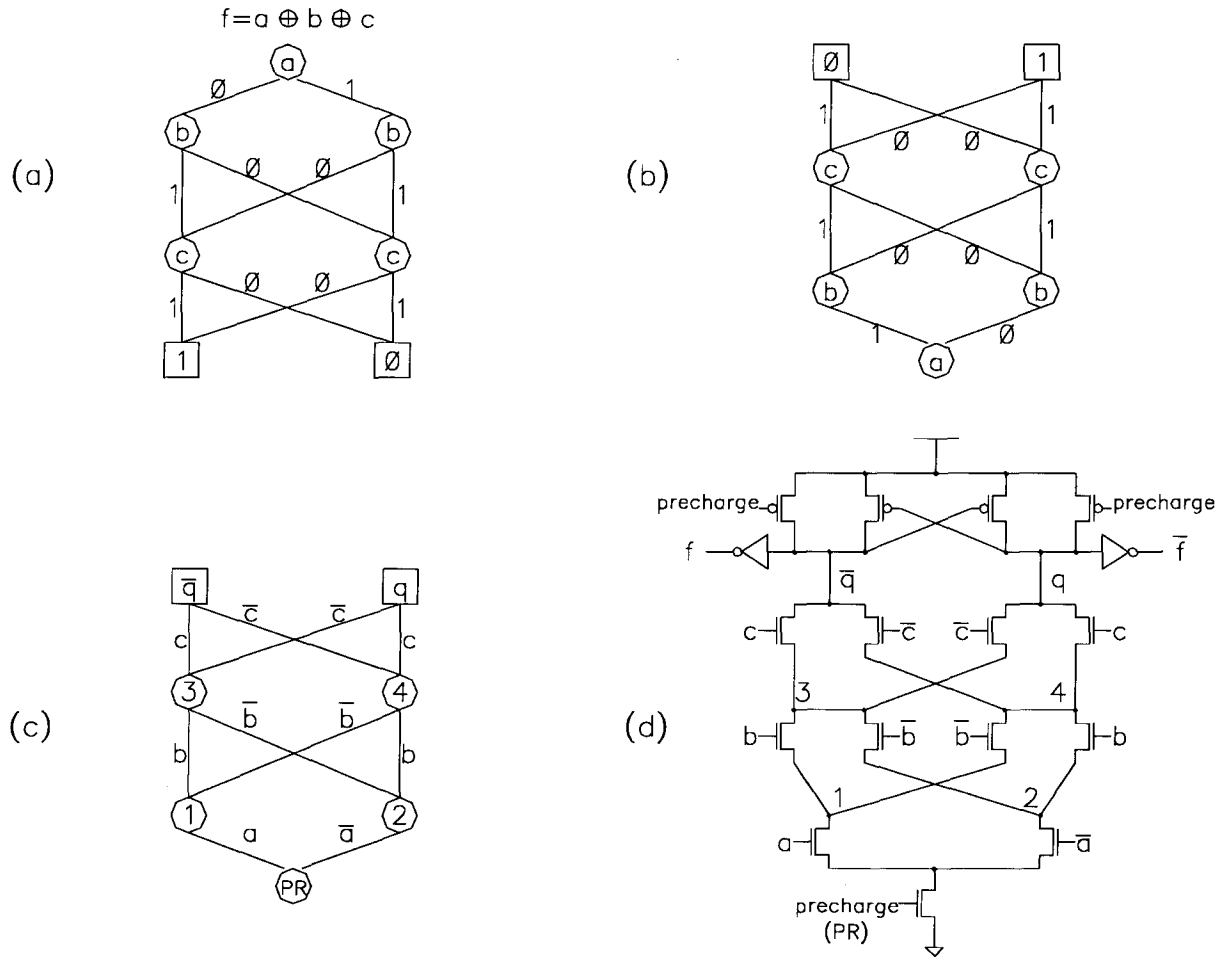 f=a ⊕ b ⊕ c
(a)
a
Ø 1
b b
Ø Ø
1 1
c c
Ø Ø
1 1
1 Ø
(b)
Ø 1
1 1
Ø Ø
c c
1 1
Ø Ø
b b
1 Ø
a
(c)
q̅ q
c̅ c̅
c c
3 4
b̅ b̅
b b
1 2
a a̅
PR
(d)
precharge precharge
f f̅
q̅ q
c c̅ c̅ c
3 4
b b̅ b̅ b
1 2
a a̅
precharge
(PR)